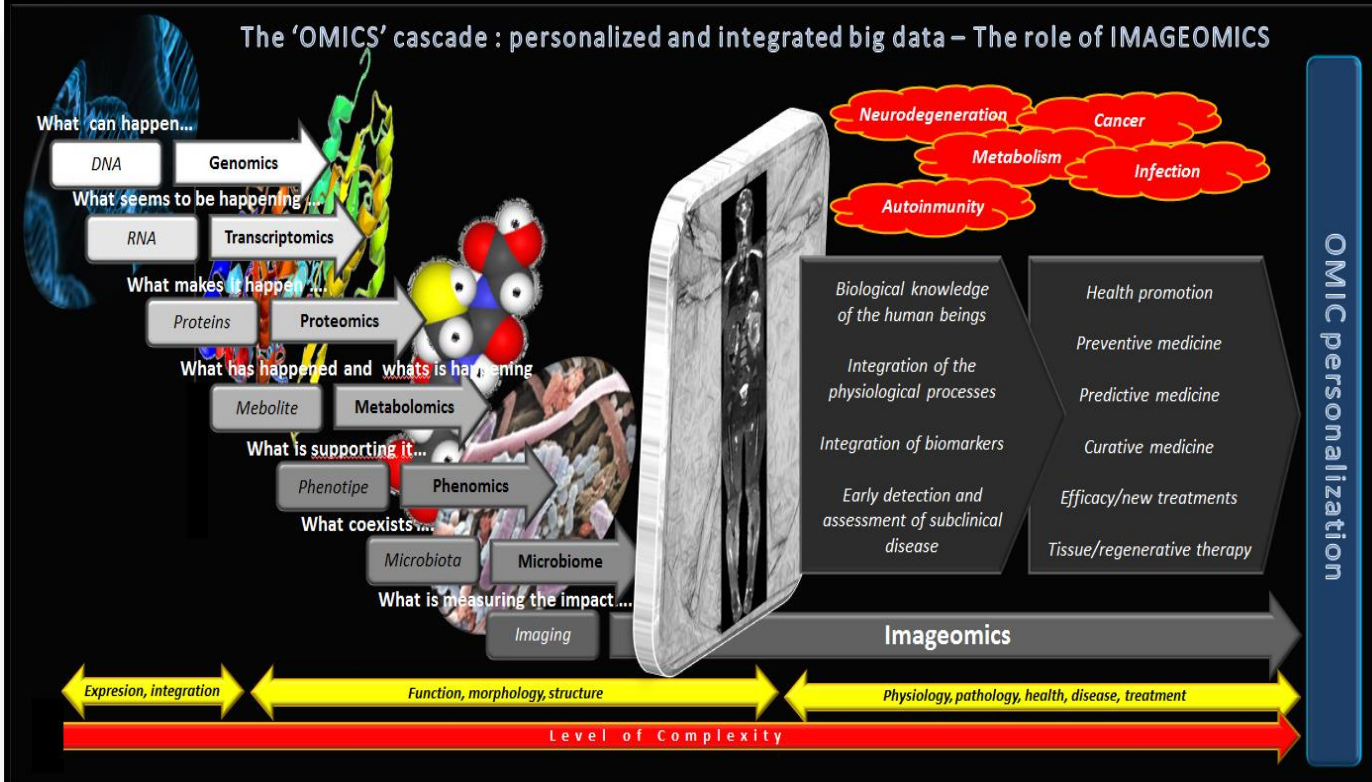 The 'OMICS' cascade : personalized and integrated big data – The role of IMAGEOMICS
What can happen...
DNA
Genomics
What seems to be happening ...
RNA
Transcriptomics
What makes it happen ....
Proteins
Proteomics
What has happened and whats is happening
Mebolite
Metabolomics
What is supporting it...
Phenotipe
Phenomics
What coexists ....
Microbiota
Microbiome
What is measuring the impact ....
Imaging
Imageomics
Neurodegeneration
Cancer
Metabolism
Infection
Autoinmunity
Biological knowledge
of the human beings
Integration of the
physiological processes
Integration of biomarkers
Early detection and
assessment of subclinical
disease
Health promotion
Preventive medicine
Predictive medicine
Curative medicine
Efficacy/new treatments
Tissue/regenerative therapy
OMIC personalization
Expresion, integration
Function, morphology, structure
Physiology, pathology, health, disease, treatment
Level of Complexity